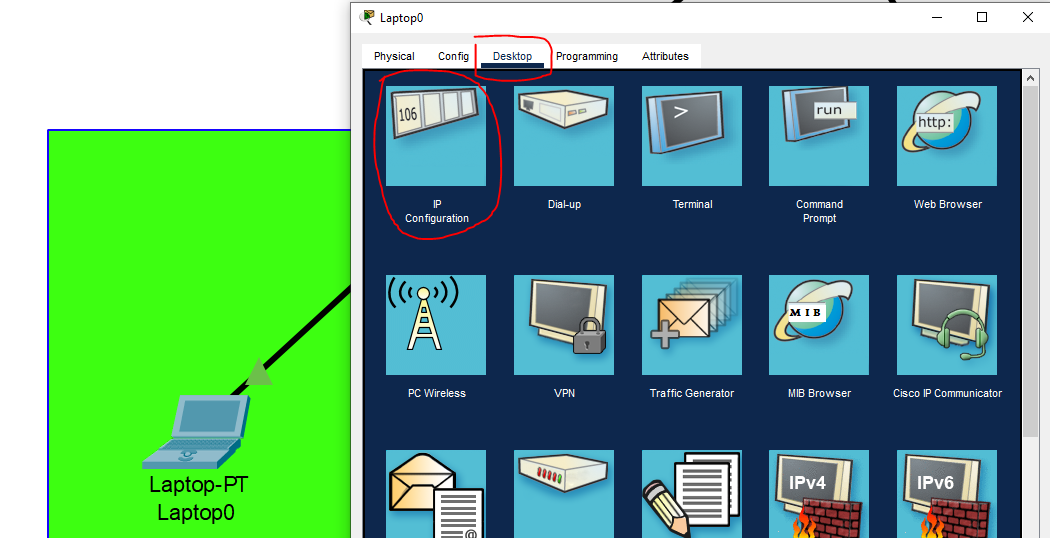 Laptop0
Physical Config Desktop Programming Attributes
106
>
run
http:
IP
Configuration
Dial-up
Terminal
Command
Prompt
Web Browser
MIB
PC Wireless
VPN
Traffic Generator
MIB Browser
Cisco IP Communicator
IPv4
IPv6
@
Laptop-PT
Laptop0